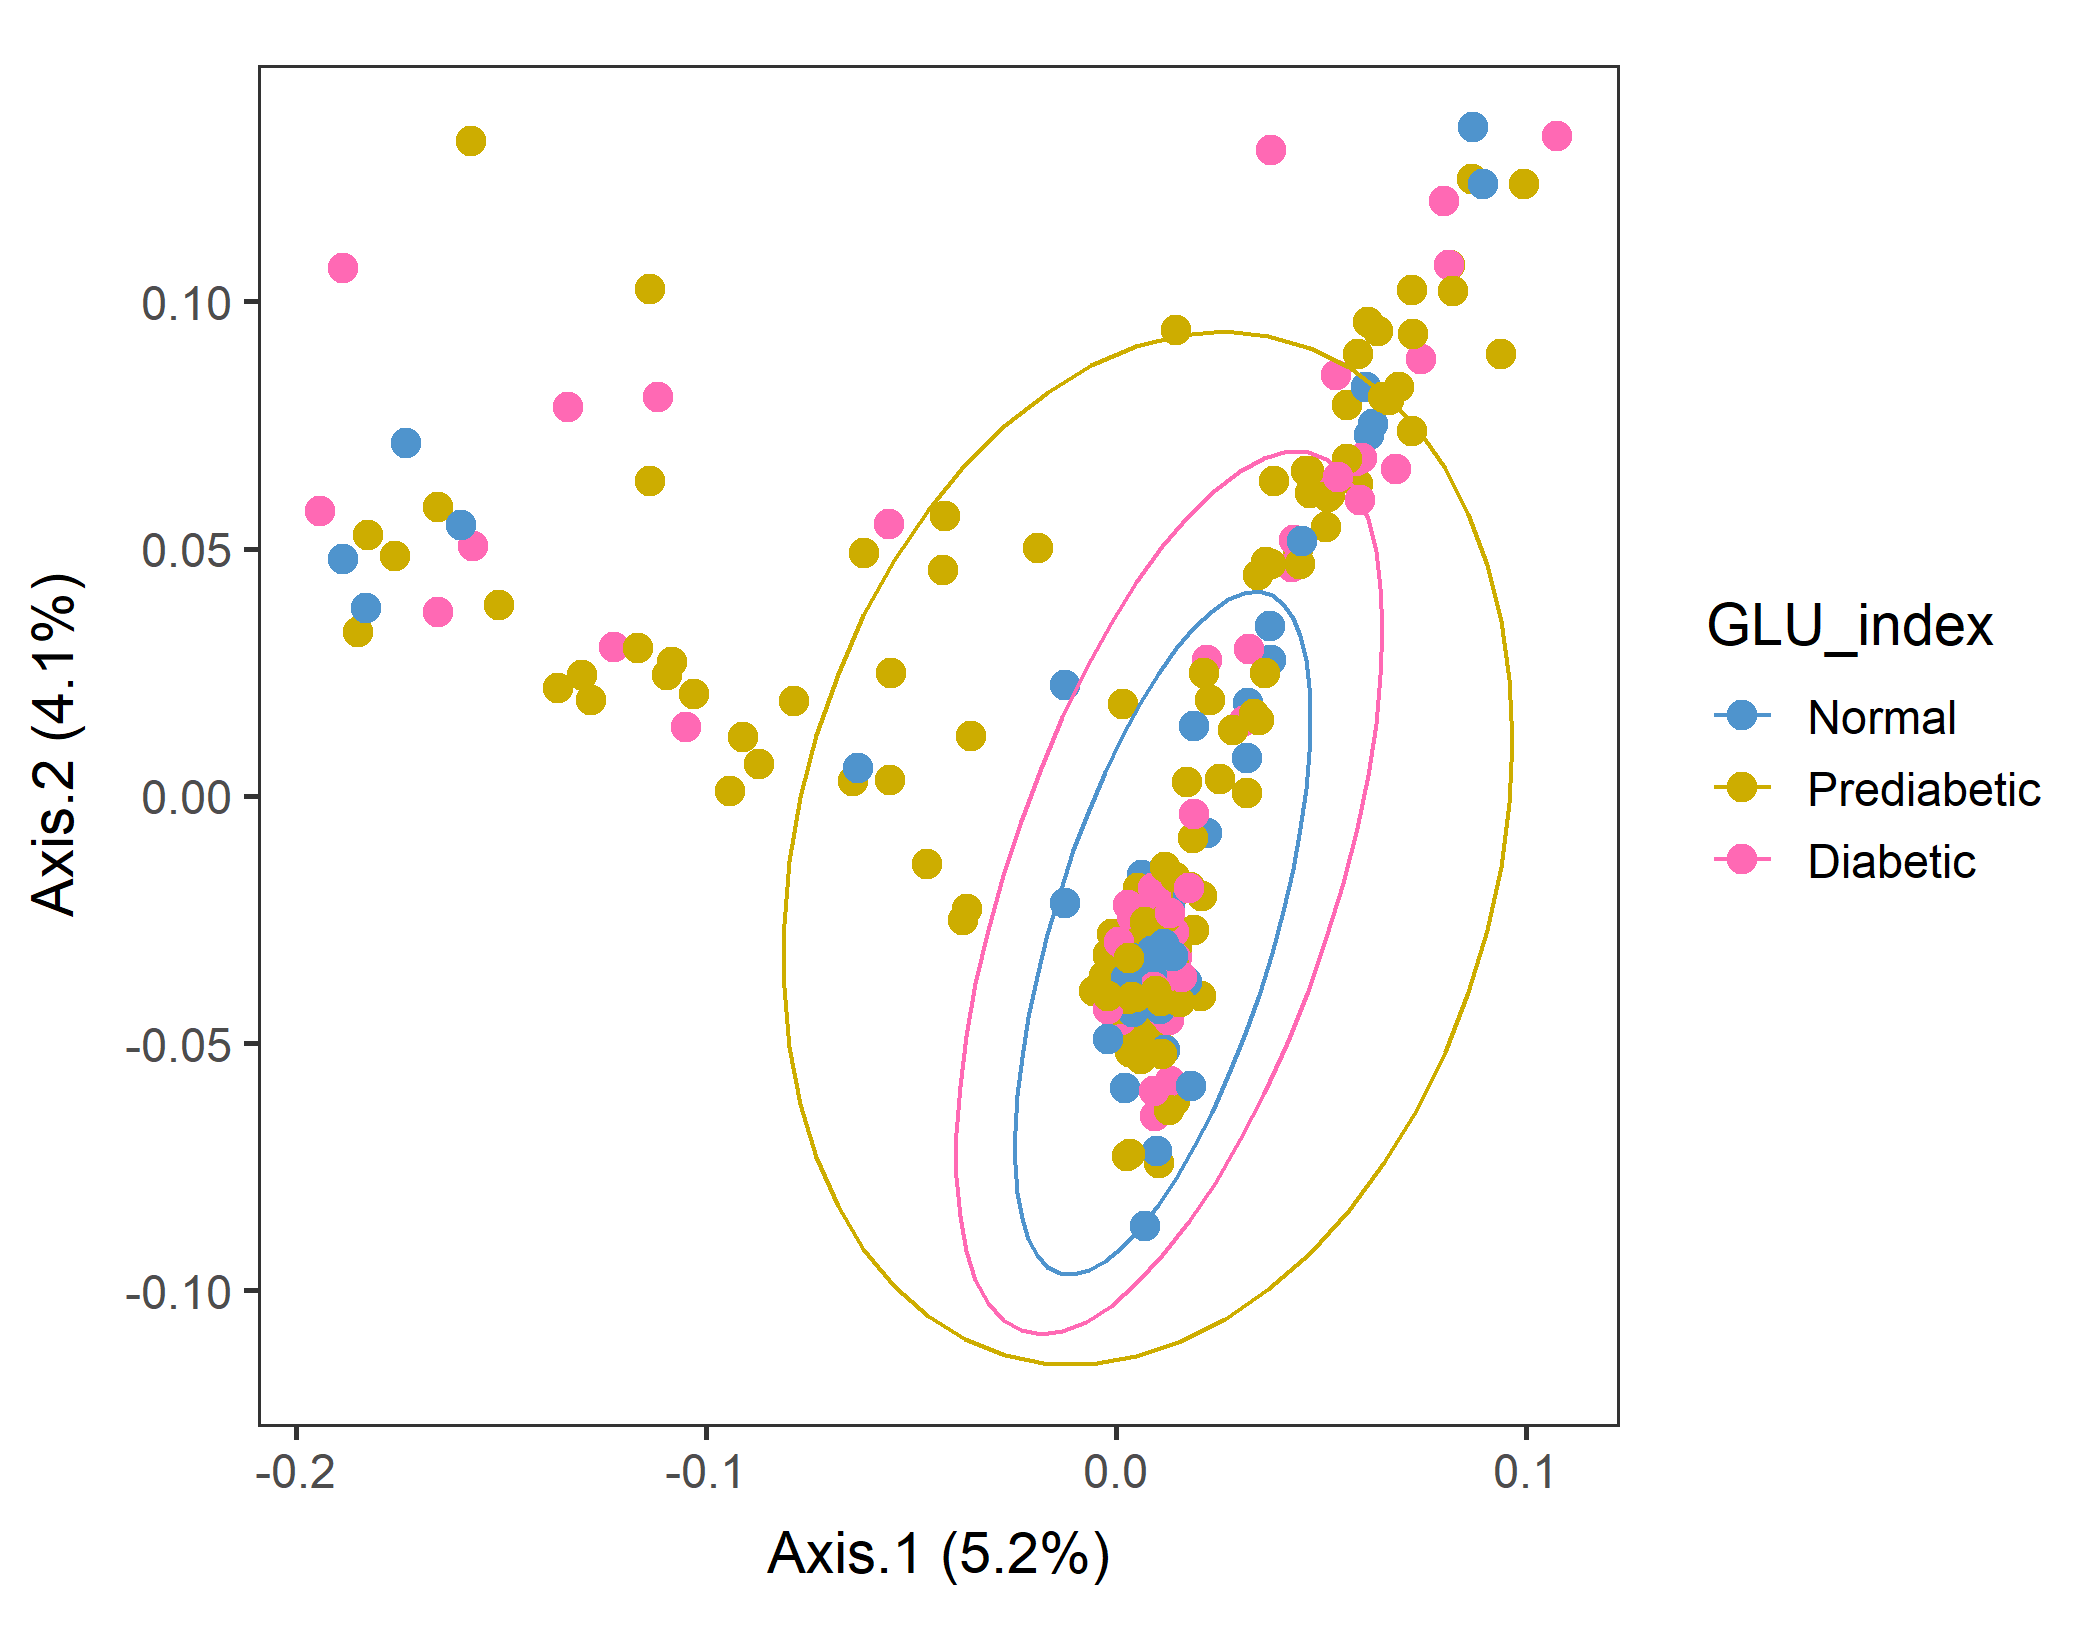 0.10
0.05
0.00
-0.05
-0.10
Axis.2 (4.1%)
-0.2
-0.1
0.0
0.1
Axis.1 (5.2%)
GLU_index
Normal
Prediabetic
Diabetic